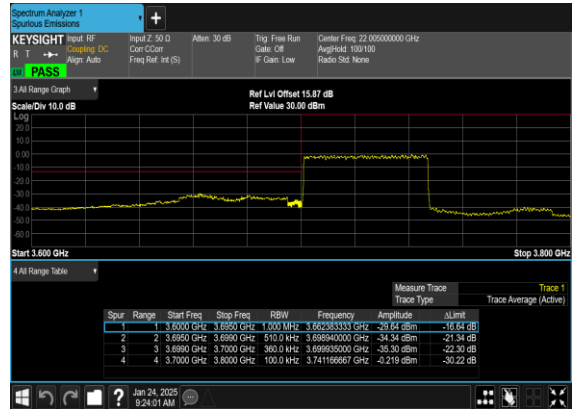 Spectrum Analyzer 1
Spurious Emissions
+
KEYSIGHT Input: RF Input Z: 50 Ω Atten: 30 dB Trig: Free Run Center Freq: 22.005000000 GHz
R T Coupling: DC Corr CCorr Gate: Off Avg|Hold: 100/100
Align: Auto Freq Ref: Int (S) IF Gain: Low Radio Std: None
PASS
3 All Range Graph Ref Lvl Offset 15.87 dB
Scale/Div 10.0 dB Ref Value 30.00 dBm
Log
20.0
10.0
0.00
-10.0
-20.0
-30.0
-40.0
-50.0
-60.0
Start 3.600 GHz Stop 3.800 GHz
4 All Range Table
Measure Trace Trace 1
Trace Type Trace Average (Active)
Spur Range Start Freq Stop Freq RBW Frequency Amplitude ΔLimit
1 1 3.6000 GHz 3.6950 GHz 1.000 MHz 3.662383333 GHz -29.64 dBm -16.64 dB
2 2 3.6950 GHz 3.6990 GHz 510.0 kHz 3.698940000 GHz -34.34 dBm -21.34 dB
3 3 3.6990 GHz 3.7000 GHz 360.0 kHz 3.699935000 GHz -35.30 dBm -22.30 dB
4 4 3.7000 GHz 3.8000 GHz 100.0 kHz 3.741166667 GHz -0.219 dBm -30.22 dB
? Jan 24, 2025
9:24:01 AM